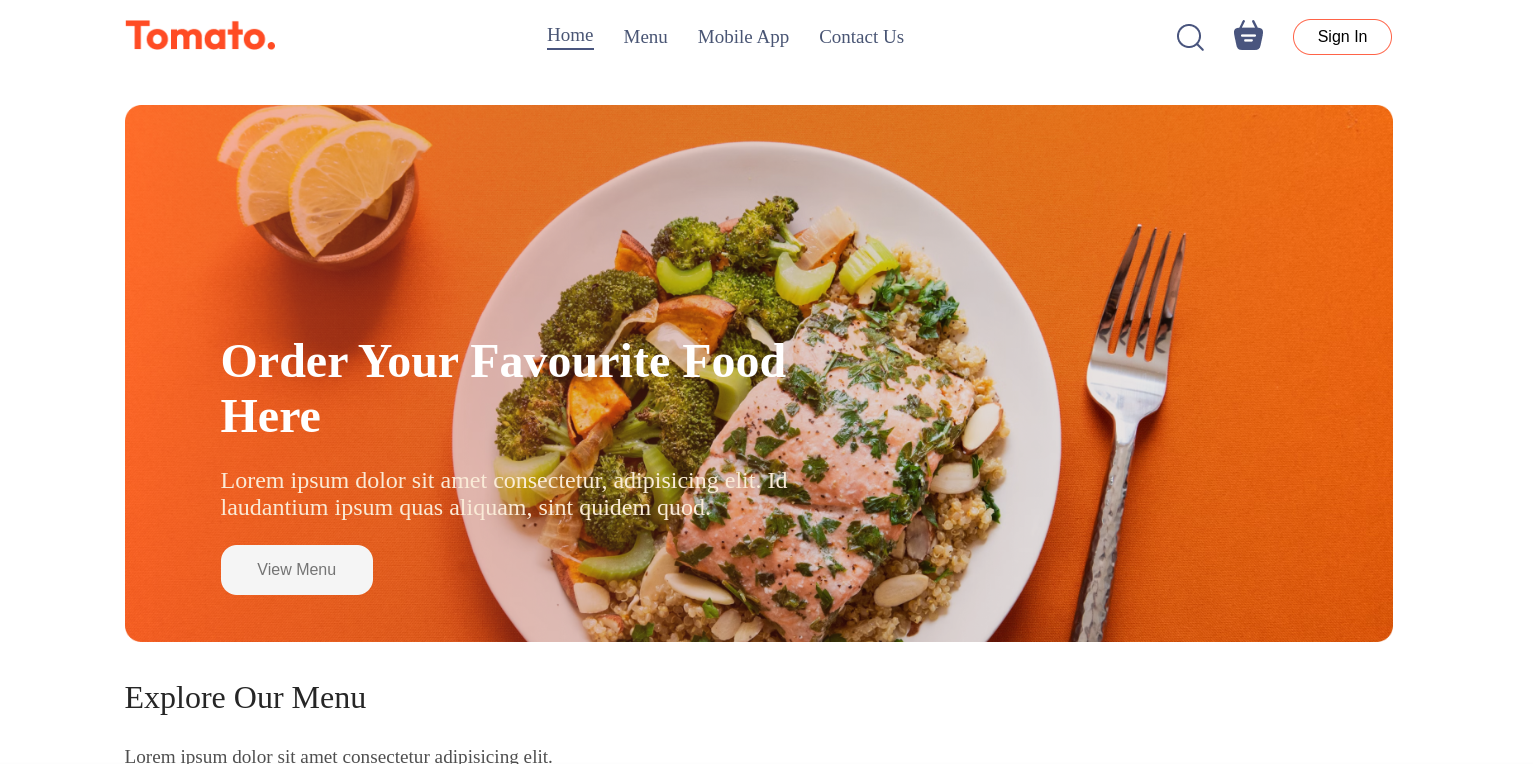 Tomato.
Home Menu Mobile App Contact Us
Sign In
Order Your Favourite Food
Here
Lorem ipsum dolor sit amet consectetur, adipisicing elit. Id
laudantium ipsum quas aliquam, sint quidem quod.
View Menu
Explore Our Menu
Lorem ipsum dolor sit amet consectetur adipisicing elit.